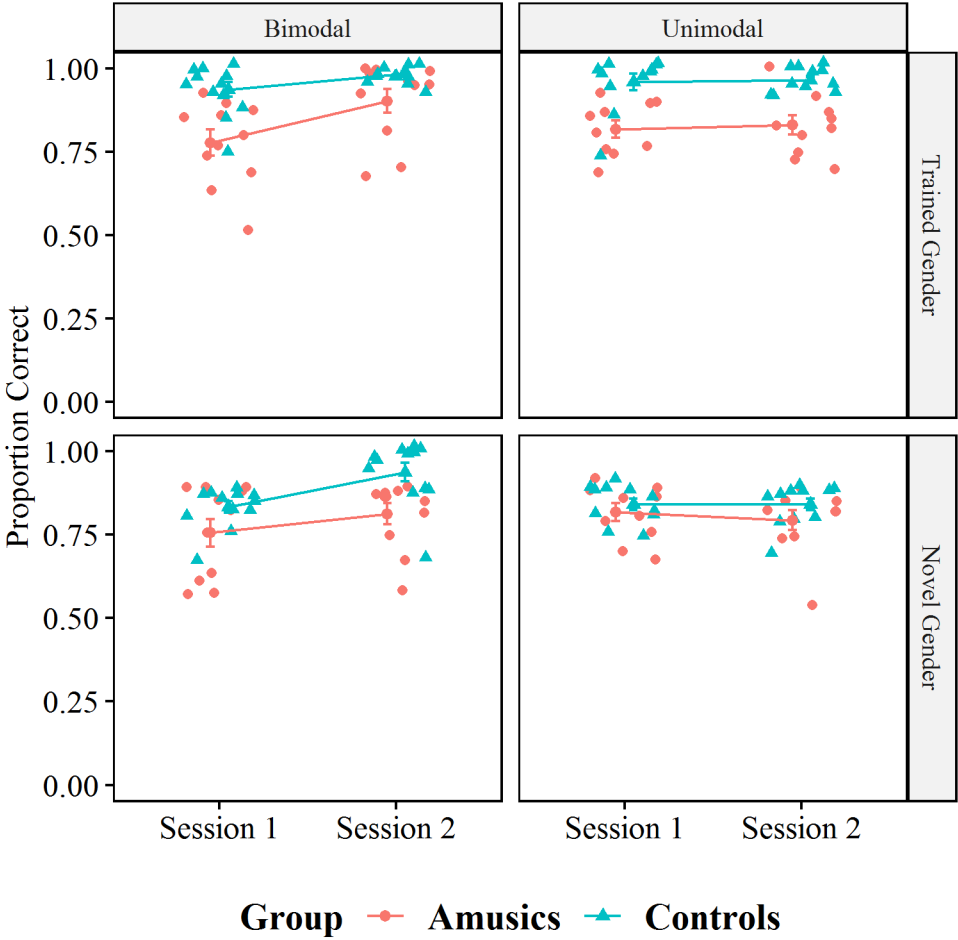 Bimodal
Unimodal
1.00
0.75
0.50
0.25
0.00
Trained Gender
Proportion Correct
1.00
0.75
0.50
0.25
0.00
Novel Gender
Session 1
Session 2
Session 1
Session 2
Group Amusics Controls